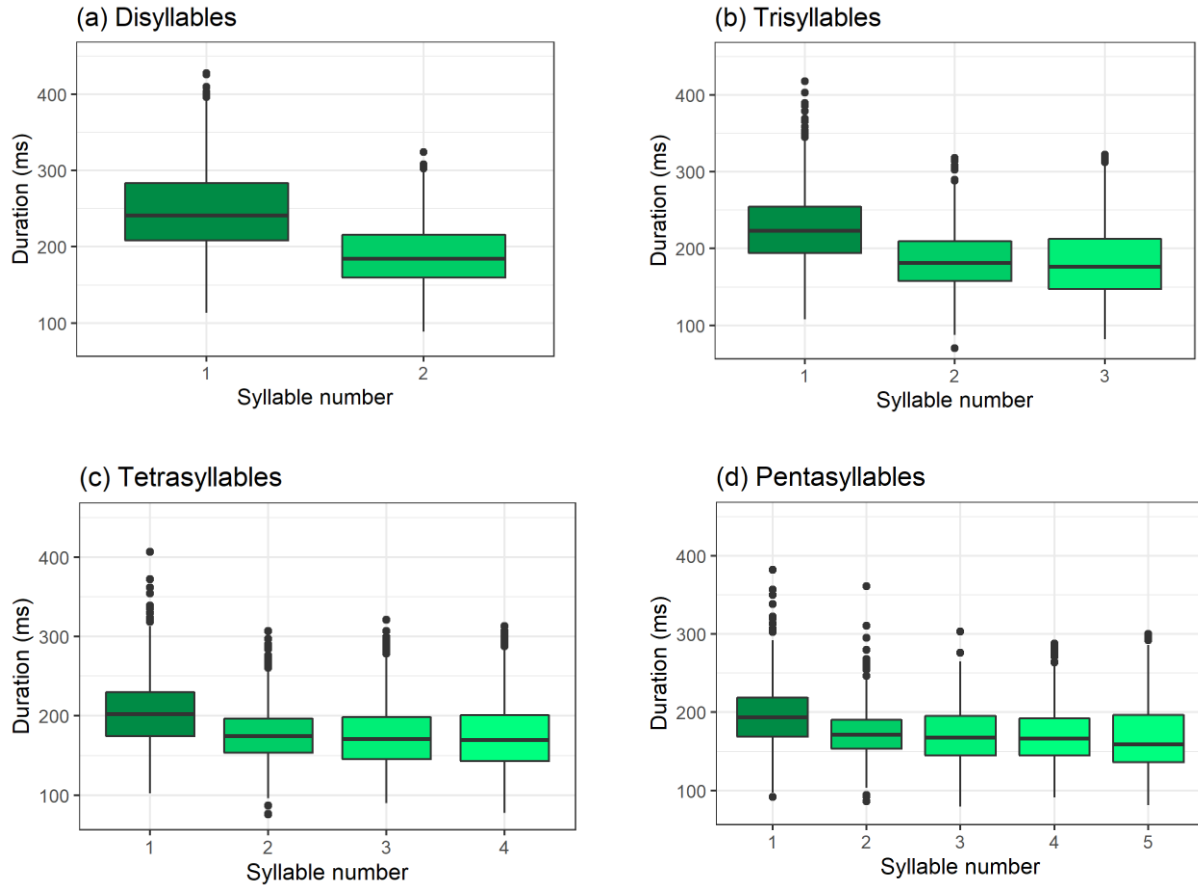 (a) Disyllables
Duration (ms)
400
300
200
100
1 2
Syllable number
(b) Trisyllables
Duration (ms)
400
300
200
100
1 2 3
Syllable number
(c) Tetrasyllables
Duration (ms)
400
300
200
100
1 2 3 4
Syllable number
(d) Pentasyllables
Duration (ms)
400
300
200
100
1 2 3 4 5
Syllable number